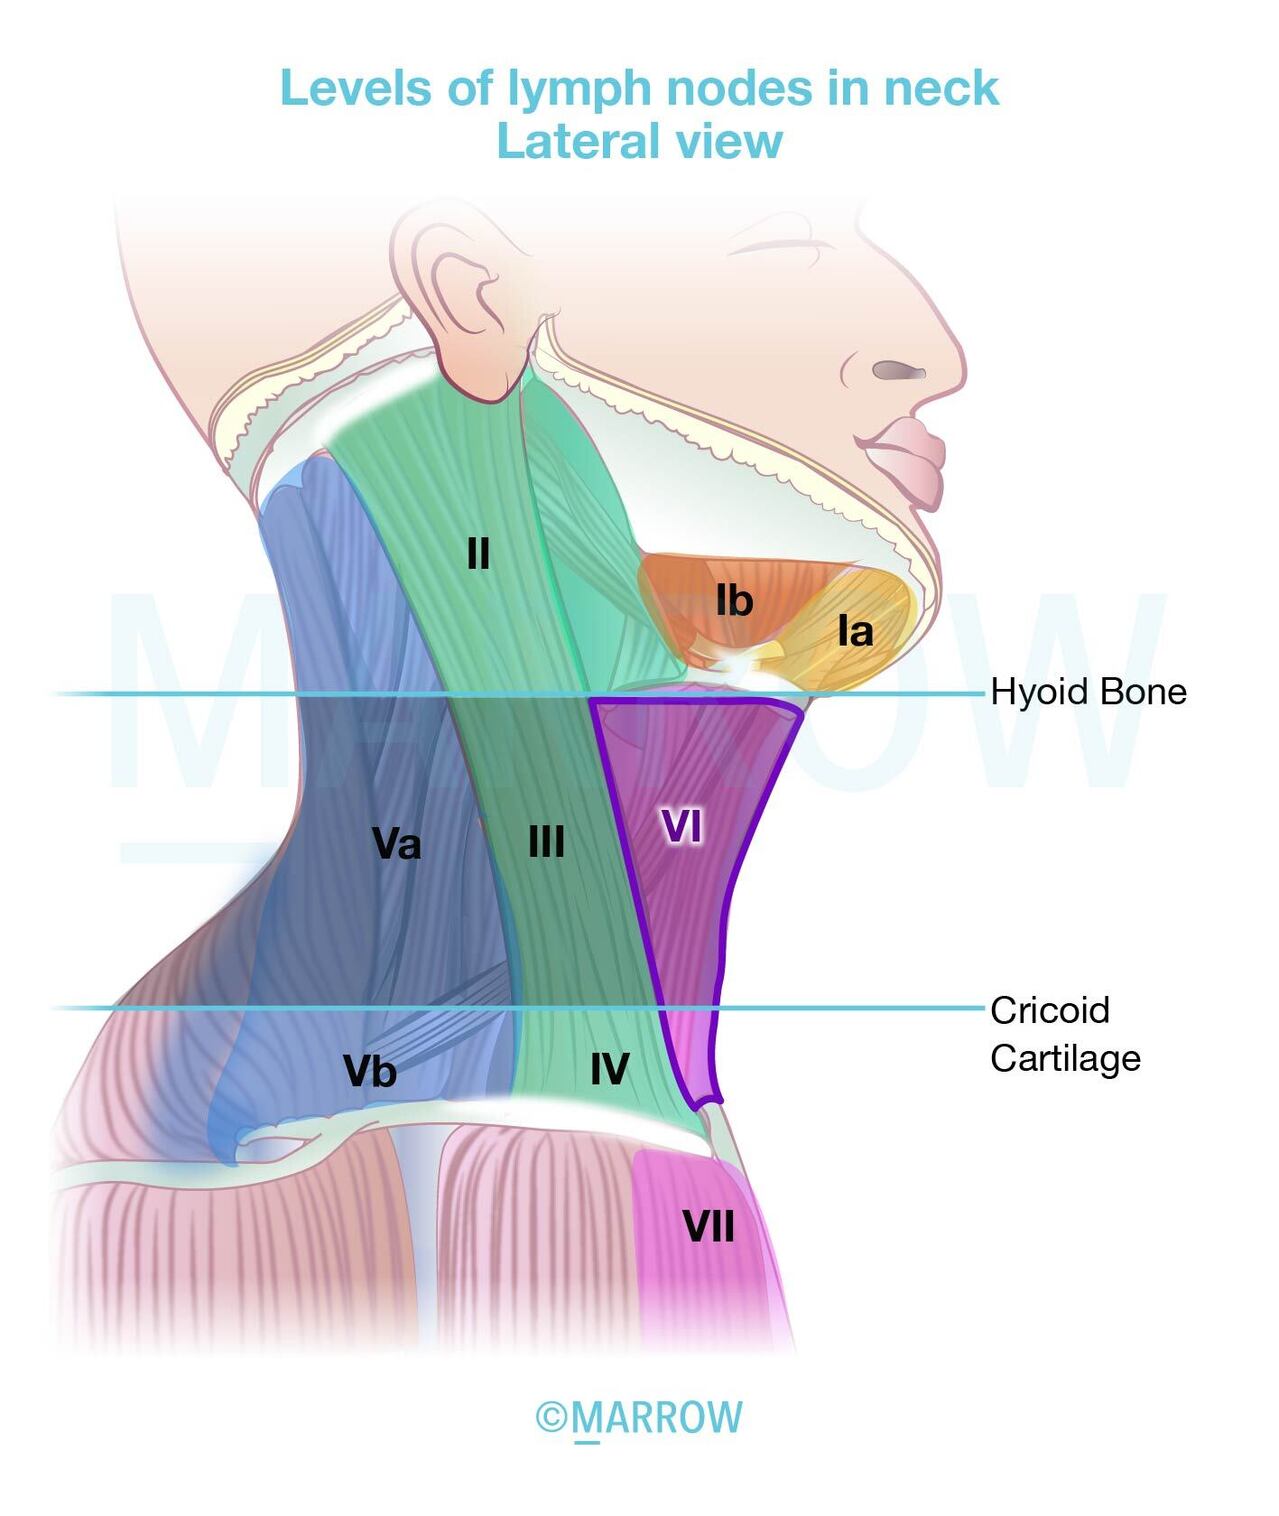 Levels of lymph nodes in neck
Lateral view
II
Ib
Ia
Hyoid Bone
VI
Va
III
Cricoid
Cartilage
Vb
IV
VII
MARROW
©MARROW